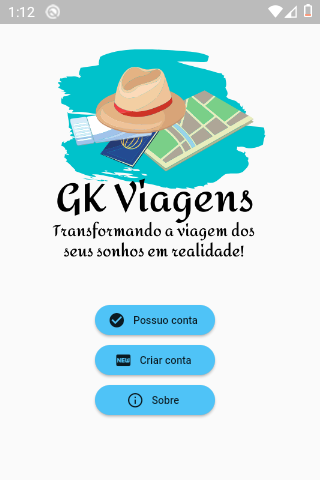 1:12
GK Viagens
Transformando a viagem dos
seus sonhos em realidade!
Possuo conta
NEW Criar conta
Sobre